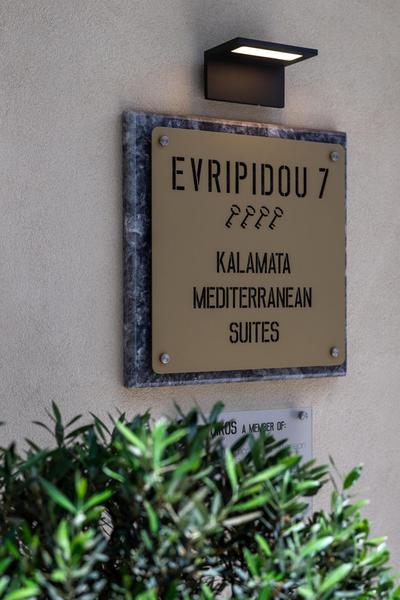 EVRIPIDOU 7
KALAMATA
MEDITERRANEAN
SUITES
A MEMBER OF: